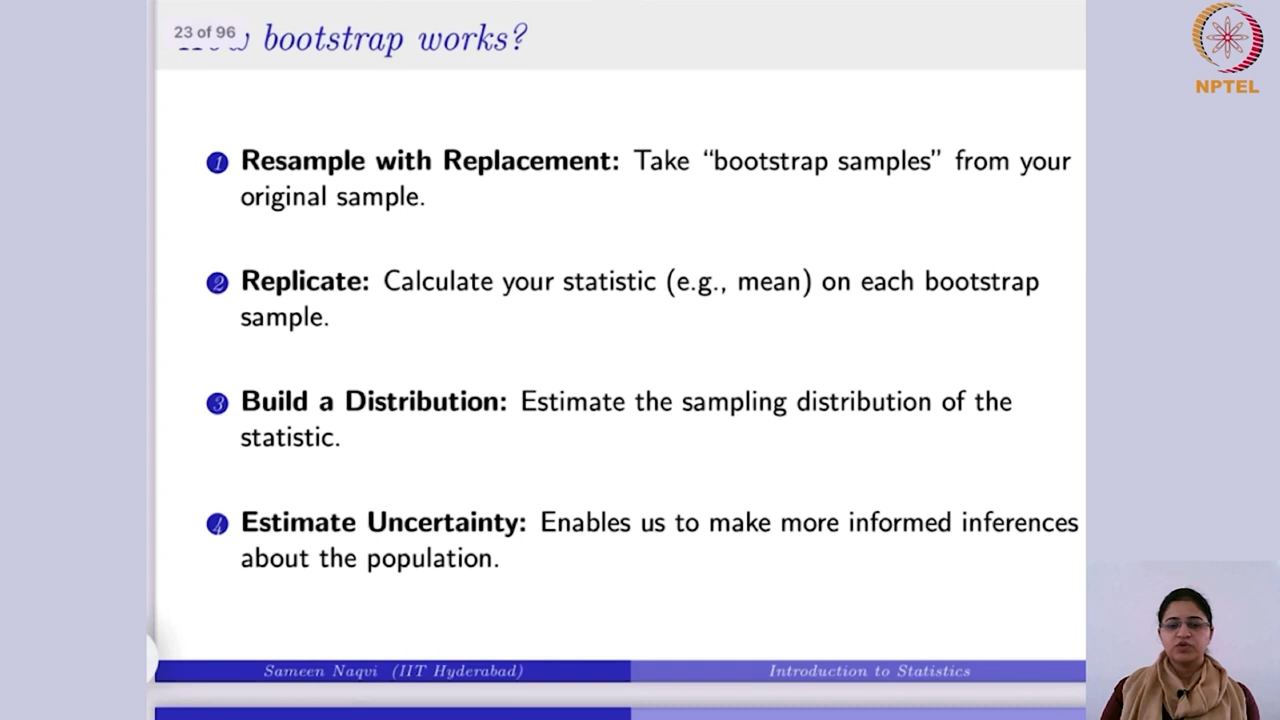 23 of 96
bootstrap works?
NPTEL
1 Resample with Replacement: Take “bootstrap samples” from your
original sample.
2 Replicate: Calculate your statistic (e.g., mean) on each bootstrap
sample.
3 Build a Distribution: Estimate the sampling distribution of the
statistic.
4 Estimate Uncertainty: Enables us to make more informed inferences
about the population.
Sameen Naqvi (IIT Hyderabad)
Introduction to Statistics